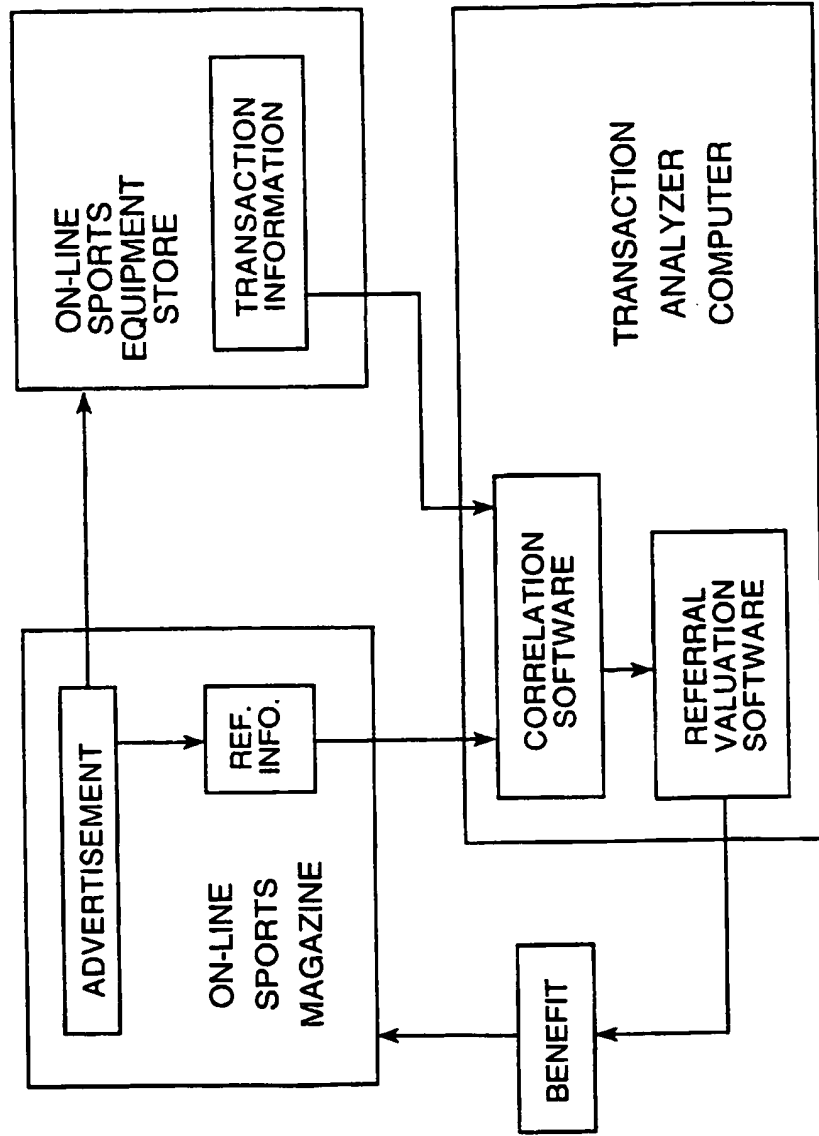 ADVERTISEMENT
REF.
INFO.
ON-LINE
SPORTS
MAGAZINE
ON-LINE
SPORTS
EQUIPMENT
STORE
TRANSACTION
INFORMATION
CORRELATION
SOFTWARE
REFERRAL
VALUATION
SOFTWARE
TRANSACTION
ANALYZER
COMPUTER
BENEFIT